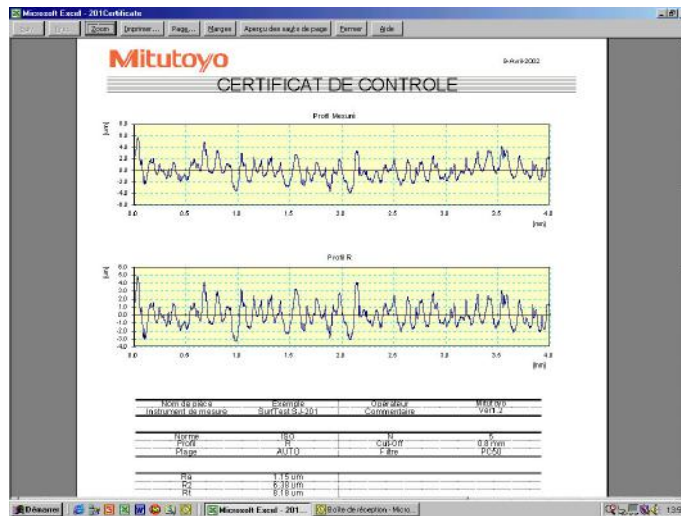 Microsoft Excel - 201Certificate
Zoom Imprimer... Page... Marges Aperçu des sauts de page Fermer Aide
Mitutoyo
9-Avril-2002
CERTIFICAT DE CONTROLE
Profil Mesuré
[um]
8.0
6.0
4.0
2.0
0.0
-2.0
-4.0
-6.0
0.0 0.5 1.0 1.5 2.0 2.5 3.0 3.5 4.0
[mm]
Profil R
[um]
6.0
5.0
4.0
3.0
2.0
1.0
0.0
-1.0
-2.0
-3.0
-4.0
0.0 0.5 1.0 1.5 2.0 2.5 3.0 3.5 4.0
[mm]
Nom de pièce Exemple Opérateur Mitutoyo
Instrument de mesure SurfTest SJ-201 Commentaire Ver1.2
Norme ISO N 5
Profil R Cut-Off 0.8 mm
Plage AUTO Filtre PC50
Ra 1.15 um
Rz 6.38 um
Rt 8.18 um
Démarrer Microsoft Excel - 201... Boîte de réception - Micro...